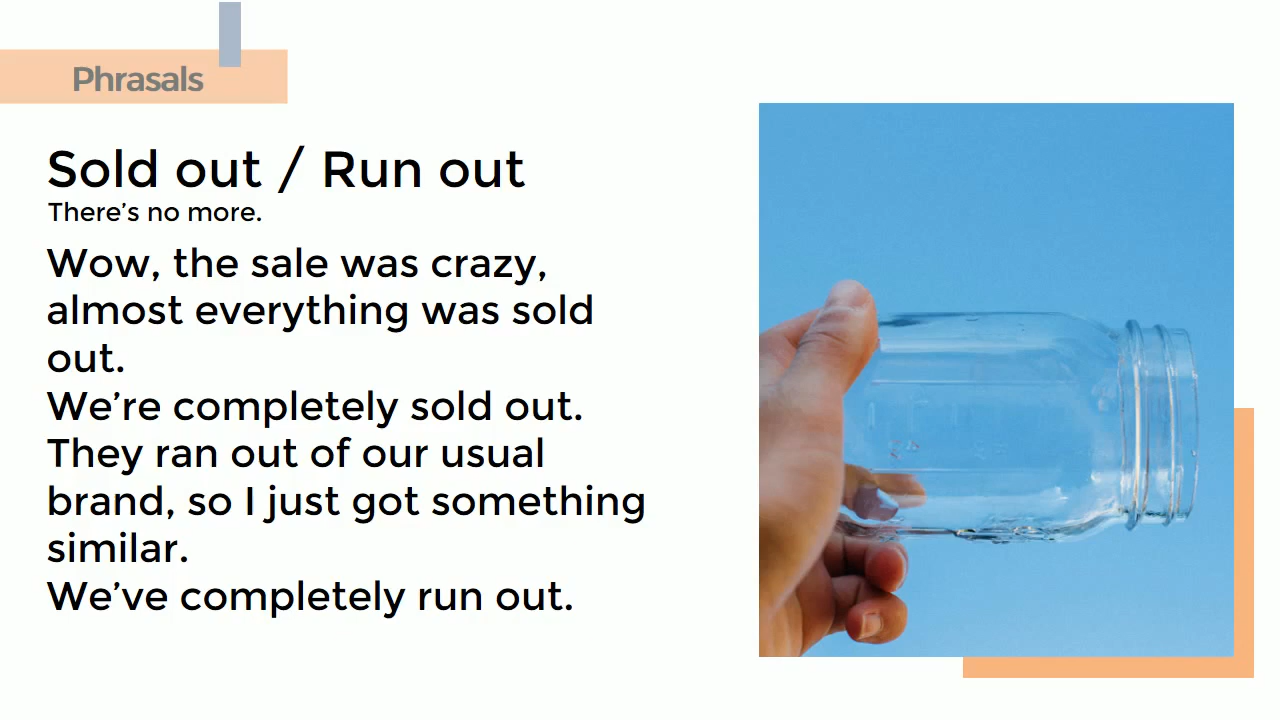 Phrasals
Sold out / Run out
There’s no more.
Wow, the sale was crazy,
almost everything was sold
out.
We’re completely sold out.
They ran out of our usual
brand, so I just got something
similar.
We’ve completely run out.